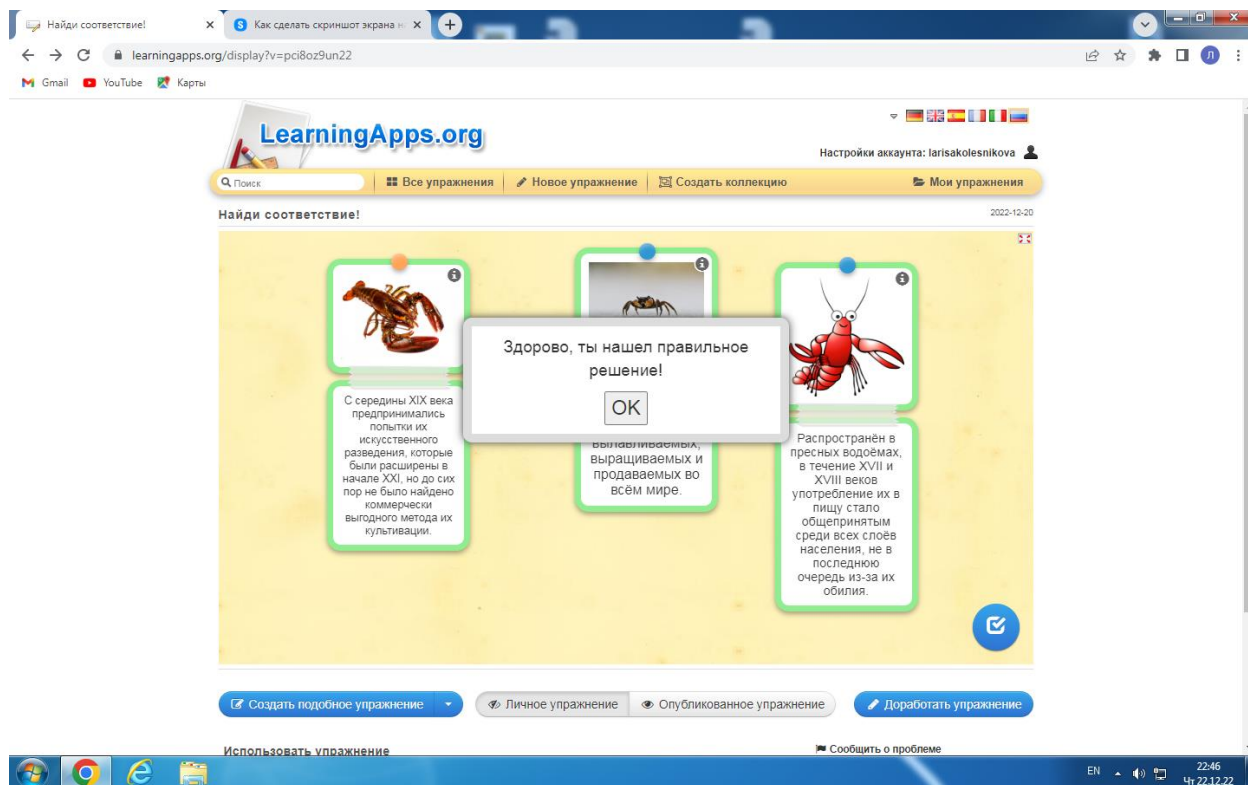 Найди соответствие!
Как сделать скриншот экрана н
learningapps.org/display?v=pci8oz9un22
Л
Gmail
YouTube
Карты
LearningApps.org
Настройки аккаунта: larisakolesnikova
Поиск
Все упражнения
Новое упражнение
Создать коллекцию
Мои упражнения
Найди соответствие!
2022-12-20
Здорово, ты нашел правильное
решение!
OK
С середины XIX века
предпринимались
попытки их
искусственного
разведения, которые
были расширены в
начале XXI, но до сих
пор не было найдено
коммерчески
выгодного метода их
культивации.
вылавливаемых,
выращиваемых и
продаваемых во
всём мире.
Распространён в
пресных водоёмах,
в течение XVII и
XVIII веков
употребление их в
пищу стало
общепринятым
среди всех слоёв
населения, не в
последнюю
очередь из-за их
обилия.
Создать подобное упражнение
Личное упражнение
Опубликованное упражнение
Доработать упражнение
Использовать упражнение
Сообщить о проблеме
EN
22:46
Чт 22.12.22